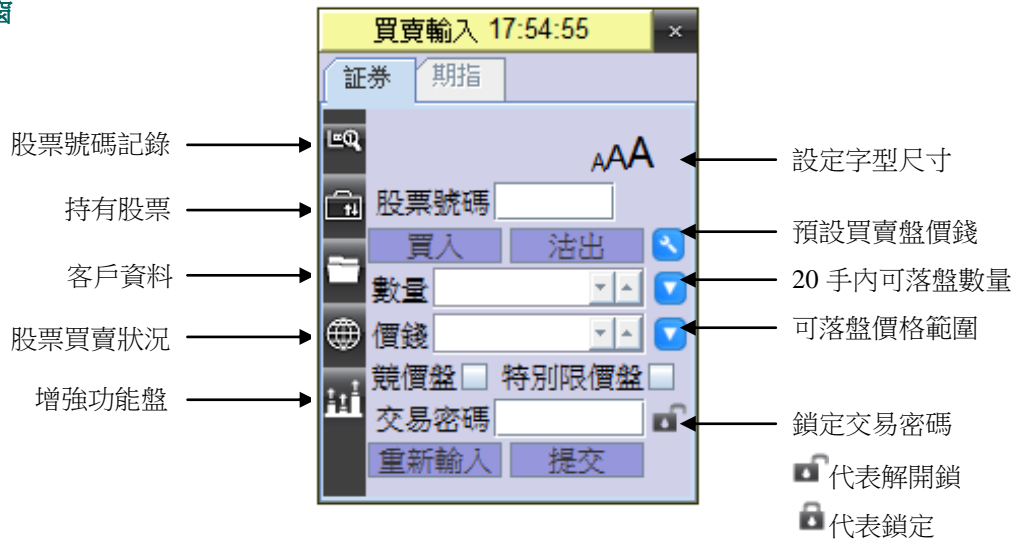 窗
買賣輸入 17:54:55
証券 期指
股票號碼記錄
AAA
設定字型尺寸
持有股票
股票號碼
買入 沽出
預設買賣盤價錢
客戶資料
數量
20 手內可落盤數量
股票買賣狀況
價錢
可落盤價格範圍
增強功能盤
競價盤 特別限價盤
交易密碼
鎖定交易密碼
重新輸入 提交
代表解開鎖
代表鎖定